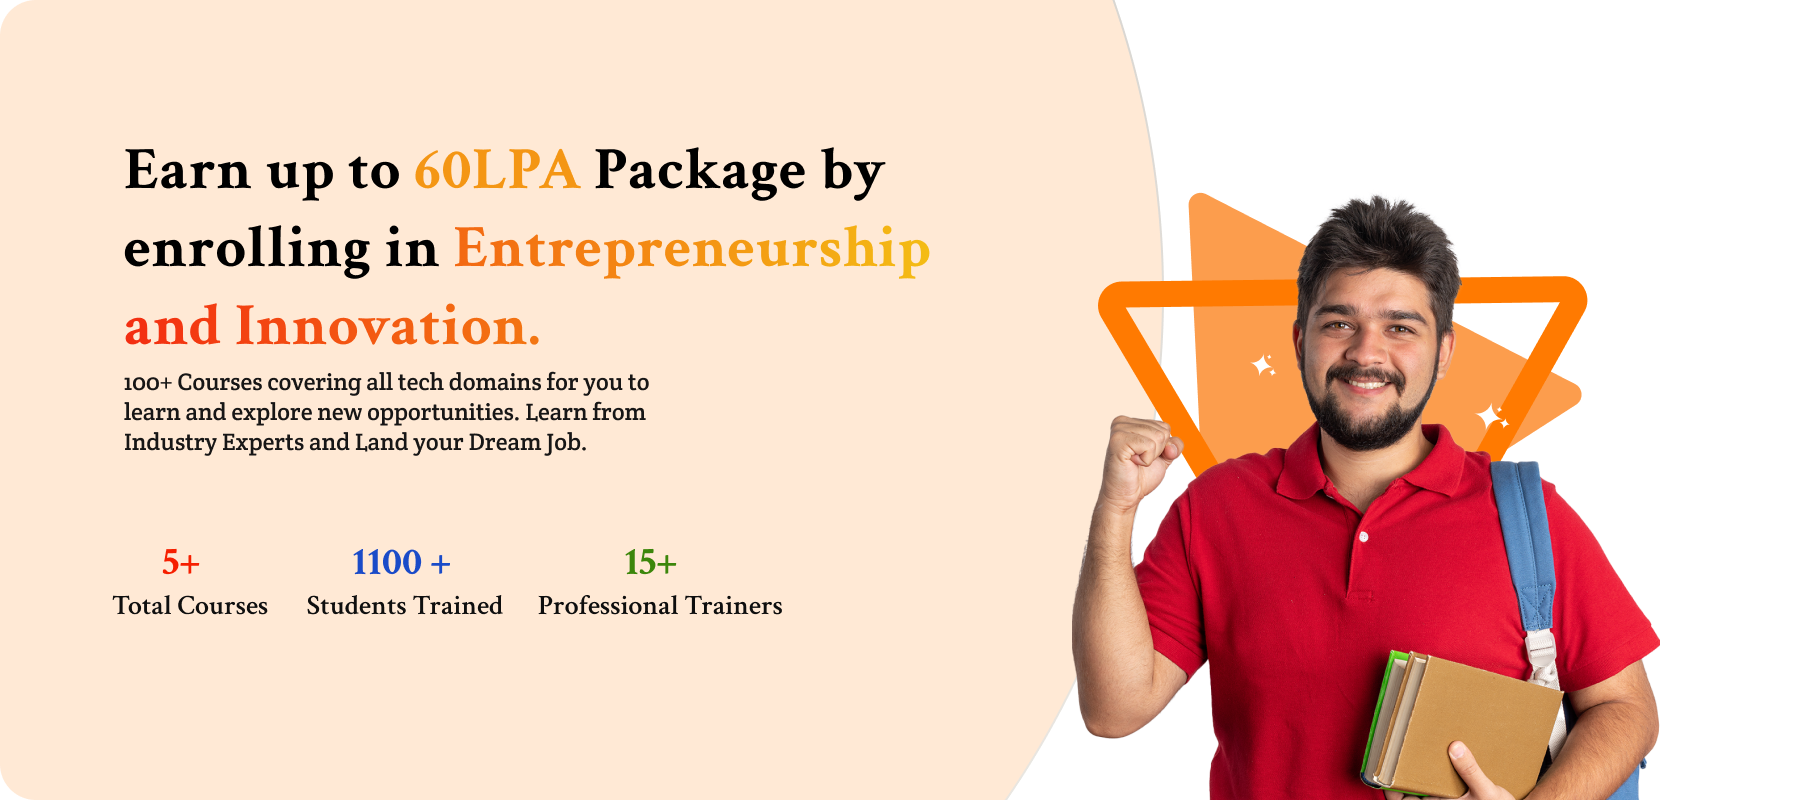 Earn up to 60LPA Package by
enrolling in Entrepreneurship
and Innovation.
100+ Courses covering all tech domains for you to
learn and explore new opportunities. Learn from
Industry Experts and Land your Dream Job.
5+ 1100 + 15+
Total Courses Students Trained Professional Trainers